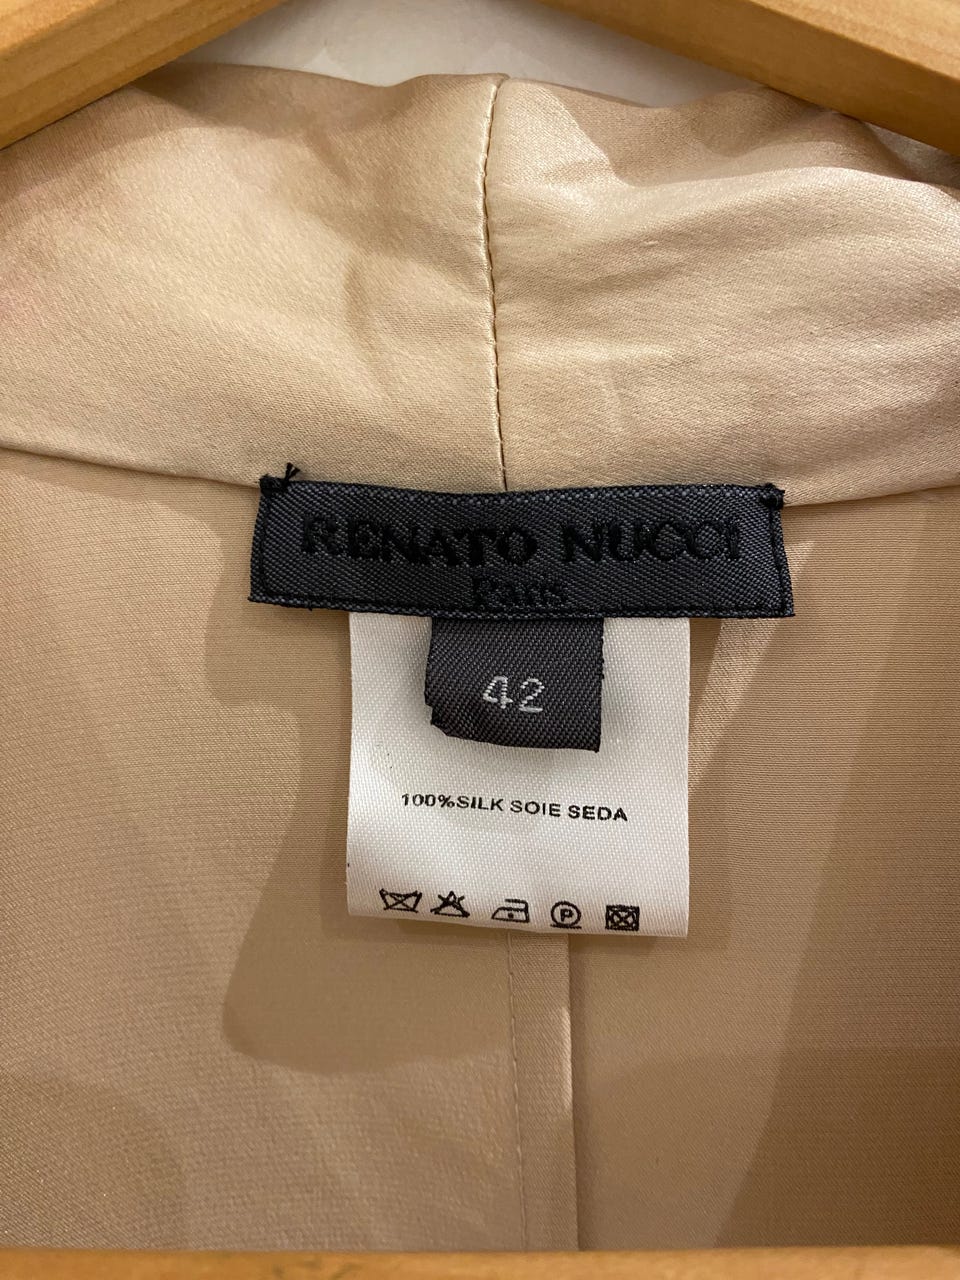 RENATO NUCCI
Paris
42
100%SILK SOIE SEDA
P